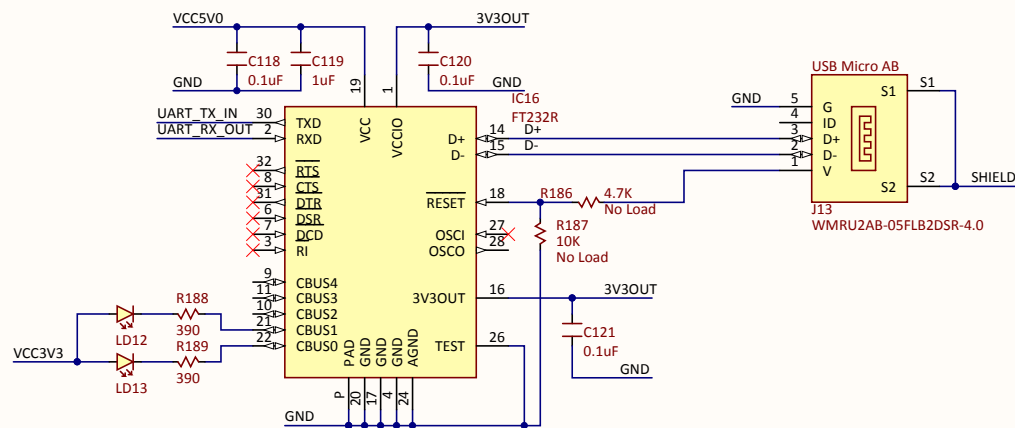 VCC5V0
3V3OUT
C118
0.1uF
C119
1uF
C120
0.1uF
GND
GND
19
1
IC16
FT232R
USB Micro AB
UART_TX_IN
30
TXD
UART_RX_OUT
2
RXD
VCC
VCCIO
D+
14
D+
D-
15
D-
GND
5
G
4
ID
3
D+
2
D-
1
V
S1
S2
SHIELD
J13
WMRU2AB-05FLB2DSR-4.0
32
RTS
8
CTS
31
DTR
6
DSR
7
DCD
3
RI
RESET
18
R186
4.7K
No Load
R187
10K
No Load
OSCI
27
OSCO
28
9
CBUS4
11
CBUS3
10
CBUS2
21
CBUS1
22
CBUS0
3V3OUT
16
3V3OUT
C121
0.1uF
GND
TEST
26
R188
390
LD12
R189
390
LD13
VCC3V3
PAD
GND
GND
GND
AGND
P
20
17
4
24
GND